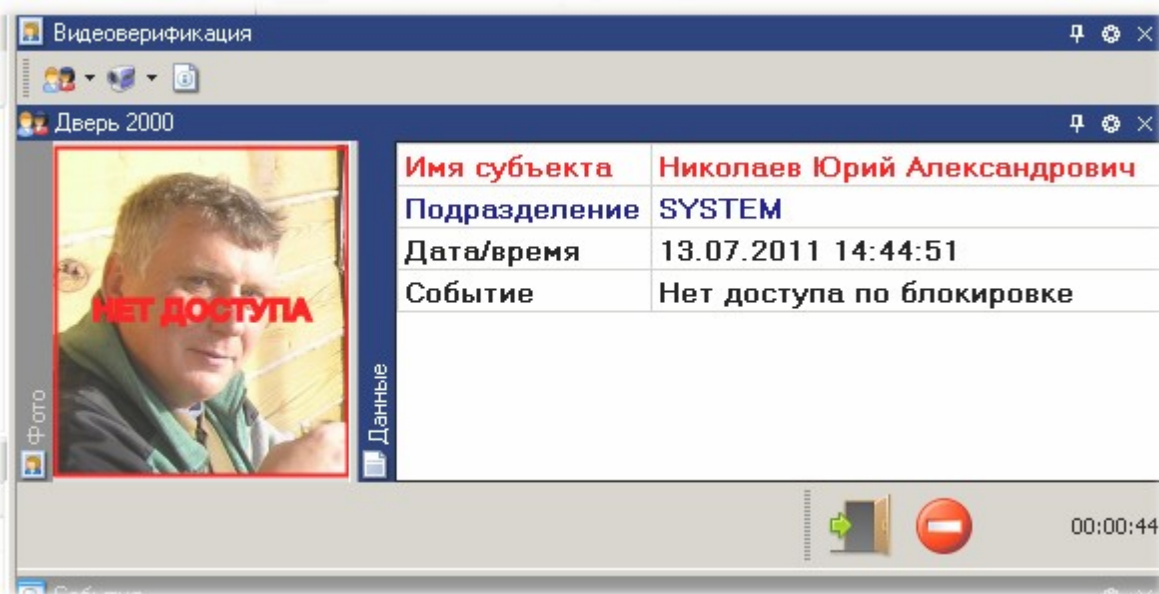 Видеоверификация
Дверь 2000
Фото
НЕТ ДОСТУПА
Данные
Имя субъекта Николаев Юрий Александрович
Подразделение SYSTEM
Дата/время 13.07.2011 14:44:51
Событие Нет доступа по блокировке
00:00:44